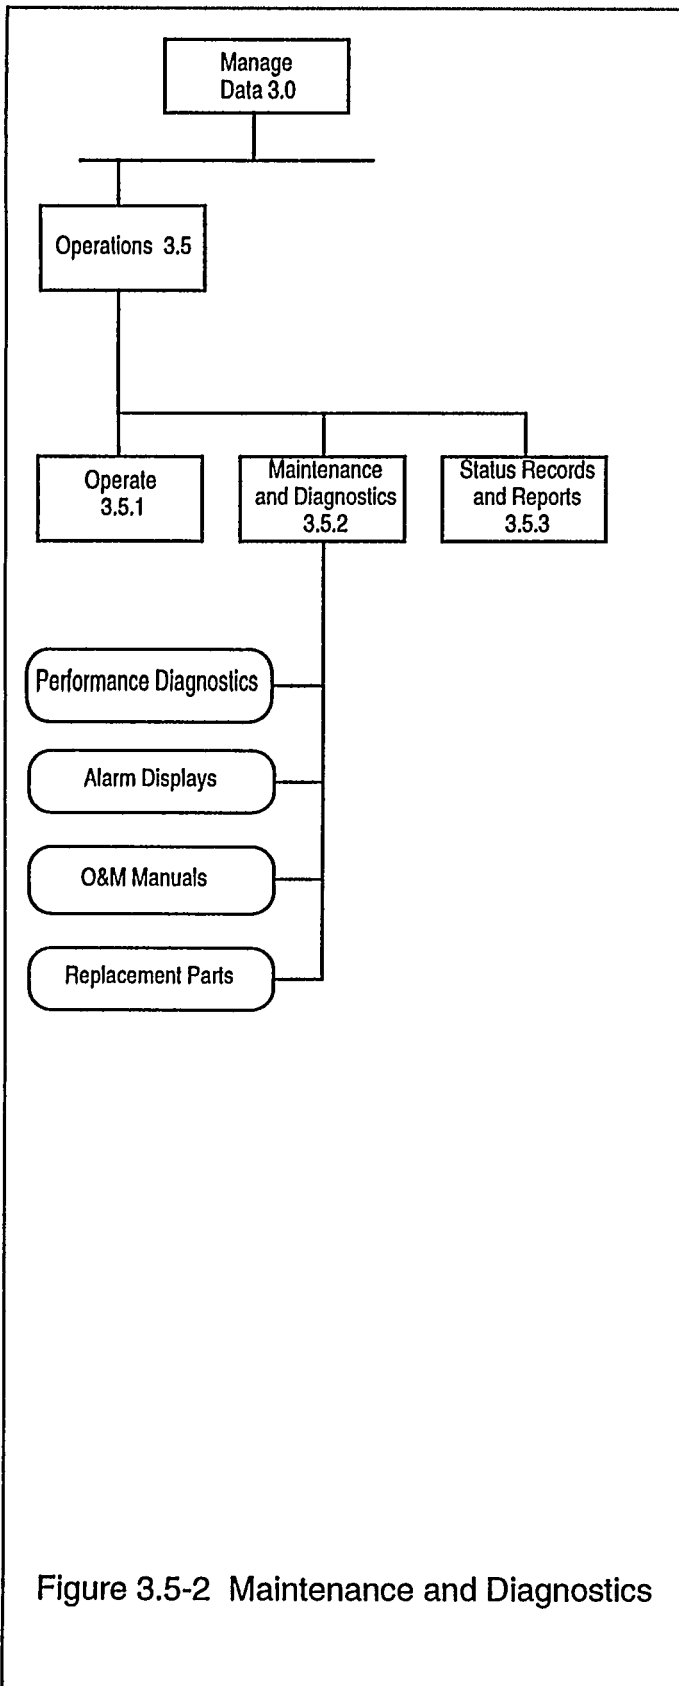 Manage
Data 3.0
Operations 3.5
Operate
3.5.1
Maintenance
and Diagnostics
3.5.2
Status Records
and Reports
3.5.3
Performance Diagnostics
Alarm Displays
O&M Manuals
Replacement Parts
Figure 3.5-2 Maintenance and Diagnostics